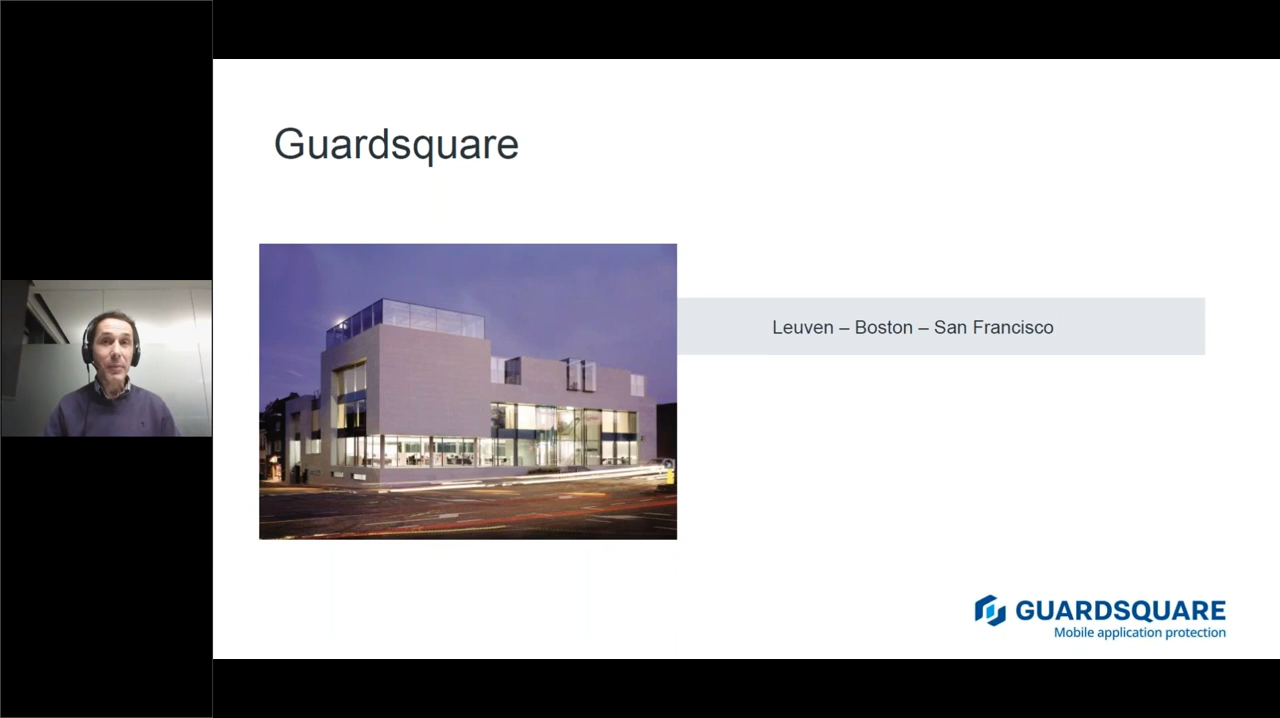 Guardsquare
Leuven – Boston – San Francisco
GUARDSQUARE
Mobile application protection